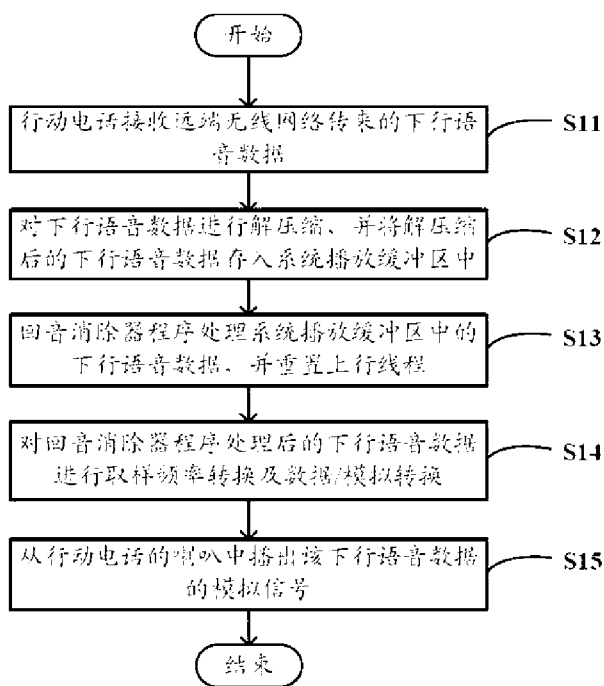 开始
行动电话接收远端无线网络传来的下行语
音数据
S11
对下行语音数据进行解压缩，并将解压缩
后的下行语音数据存入系统播放缓冲区中
S12
回音消除器程序处理系统播放缓冲区中的
下行语音数据，并重置上行线程
S13
对回音消除器程序处理后的下行语音数据
进行取样频率转换及数据/模拟转换
S14
从行动电话的喇叭中播出该下行语音数据
的模拟信号
S15
结束